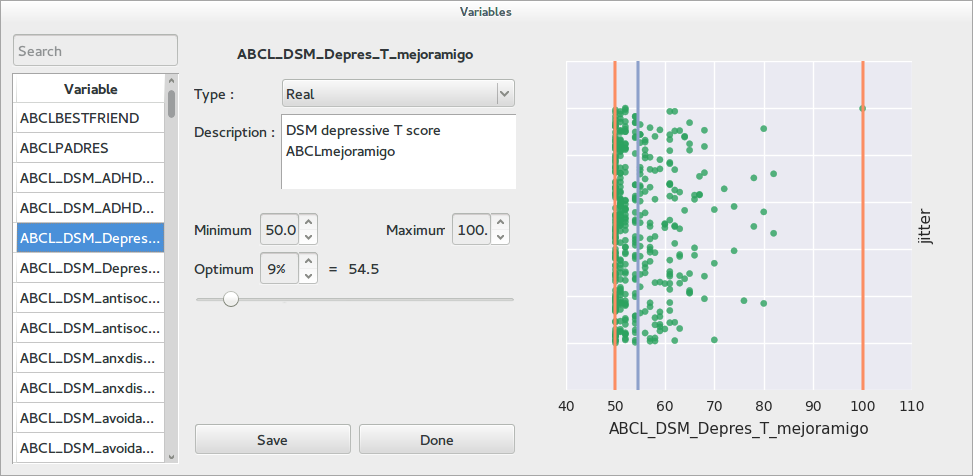 Variables
Search
Variable
ABCLBESTFRIEND
ABCLPADRES
ABCL_DSM_ADHD...
ABCL_DSM_ADHD...
ABCL_DSM_Depres...
ABCL_DSM_Depres...
ABCL_DSM_antisoc...
ABCL_DSM_antisoc...
ABCL_DSM_anxdis...
ABCL_DSM_anxdis...
ABCL_DSM_avoida...
ABCL_DSM_avoida...
ABCL_DSM_Depres_T_mejoramigo
Type : Real
Description : DSM depressive T score
ABCLmejoramigo
Minimum 50.0 Maximum 100.
Optimum 9% = 54.5
Save Done
jitter
40 50 60 70 80 90 100 110
ABCL_DSM_Depres_T_mejoramigo